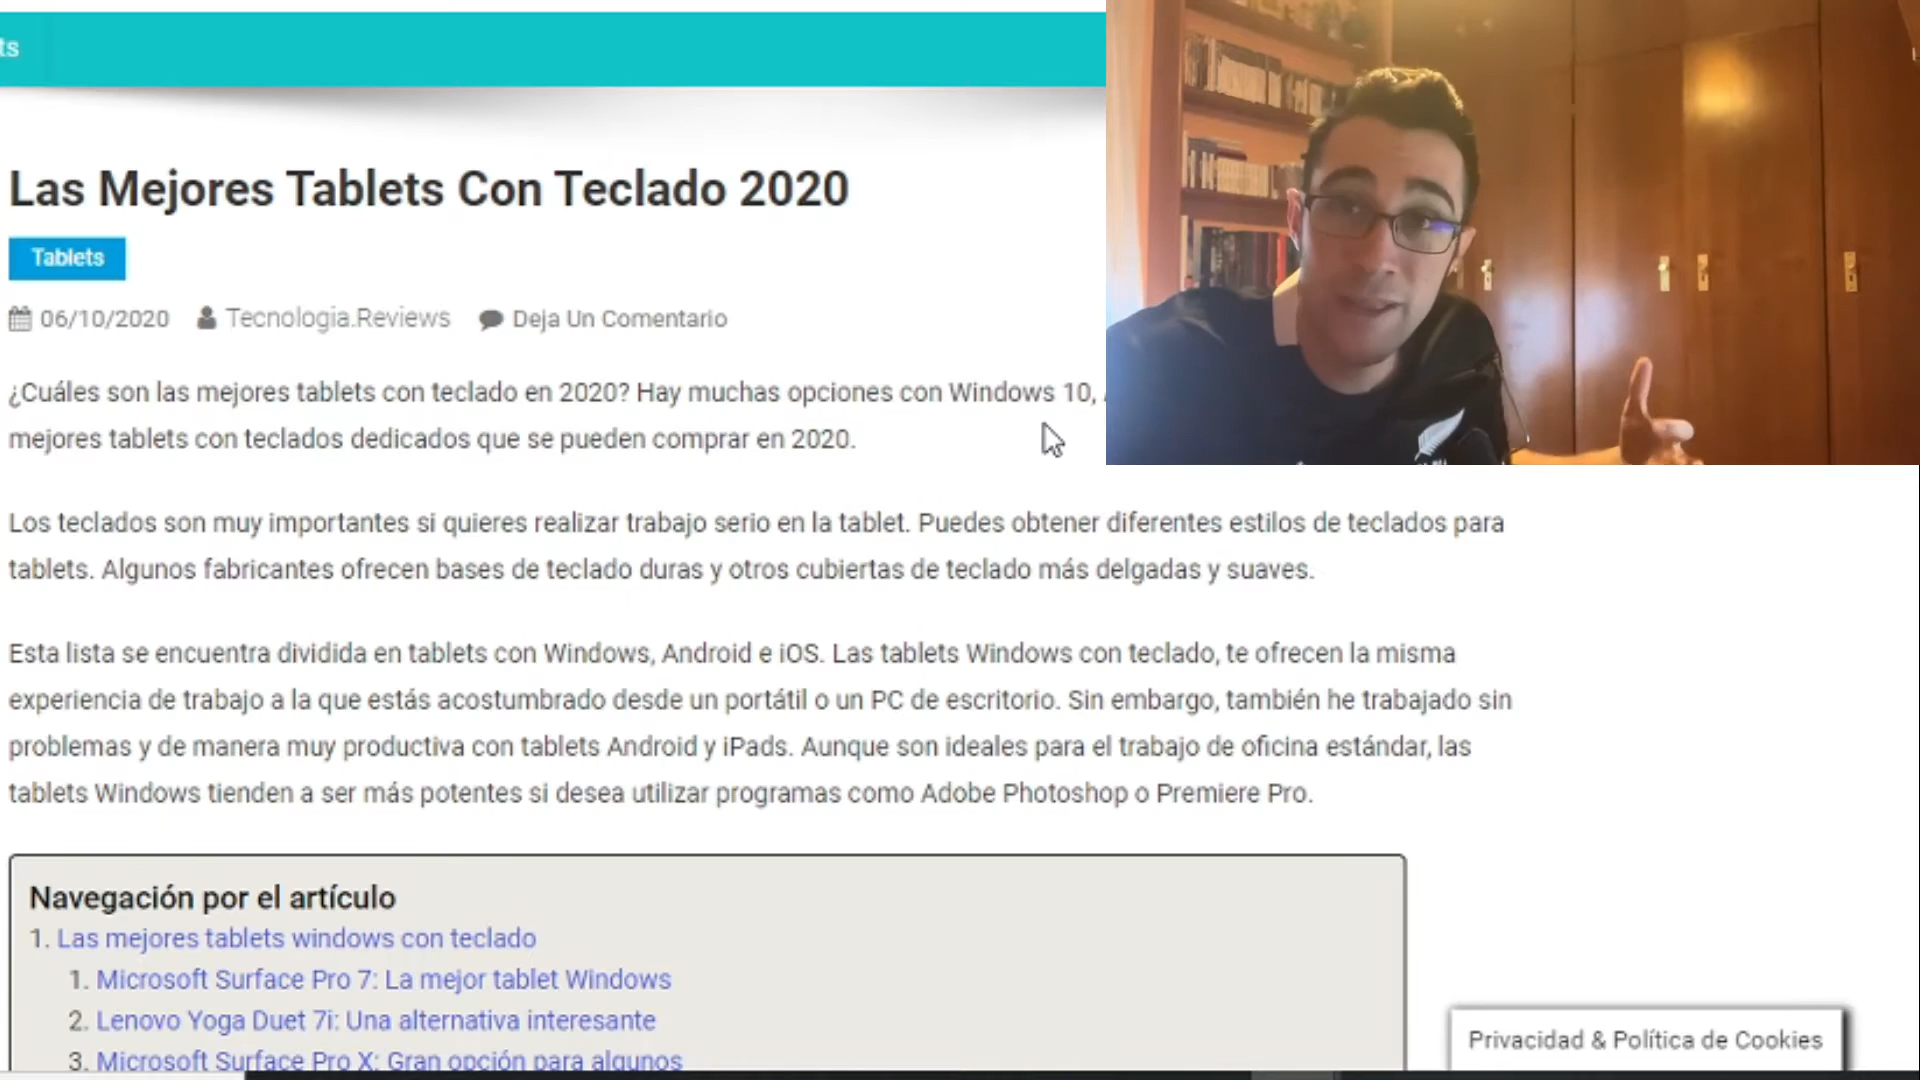 ts
Las Mejores Tablets Con Teclado 2020
Tablets
06/10/2020 Tecnologia.Reviews Deja Un Comentario
¿Cuáles son las mejores tablets con teclado en 2020? Hay muchas opciones con Windows 10,
mejores tablets con teclados dedicados que se pueden comprar en 2020.
Los teclados son muy importantes si quieres realizar trabajo serio en la tablet. Puedes obtener diferentes estilos de teclados para
tablets. Algunos fabricantes ofrecen bases de teclado duras y otros cubiertas de teclado más delgadas y suaves.
Esta lista se encuentra dividida en tablets con Windows, Android e iOS. Las tablets Windows con teclado, te ofrecen la misma
experiencia de trabajo a la que estás acostumbrado desde un portátil o un PC de escritorio. Sin embargo, también he trabajado sin
problemas y de manera muy productiva con tablets Android y iPads. Aunque son ideales para el trabajo de oficina estándar, las
tablets Windows tienden a ser más potentes si desea utilizar programas como Adobe Photoshop o Premiere Pro.
Navegación por el artículo
1. Las mejores tablets windows con teclado
1. Microsoft Surface Pro 7: La mejor tablet Windows
2. Lenovo Yoga Duet 7i: Una alternativa interesante
3. Microsoft Surface Pro X: Gran opción para algunos
Privacidad & Política de Cookies